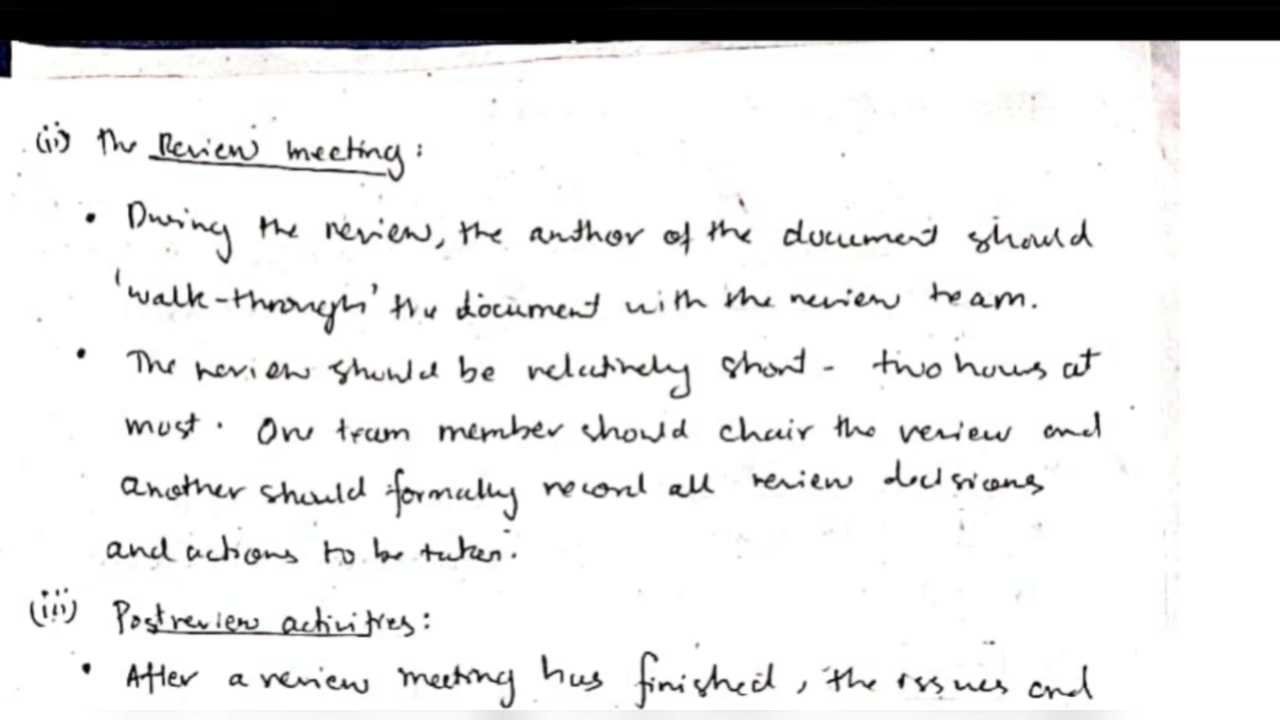 (ii) The Review meeting:
• During the review, the author of the document should
'walk-through' the document with the review team.
• The review should be relatively short - two hours at
most. One team member should chair the review and
another should formally record all review decisions
and actions to be taken.
(iii) Postreview activities:
• After a review meeting has finished, the issues and